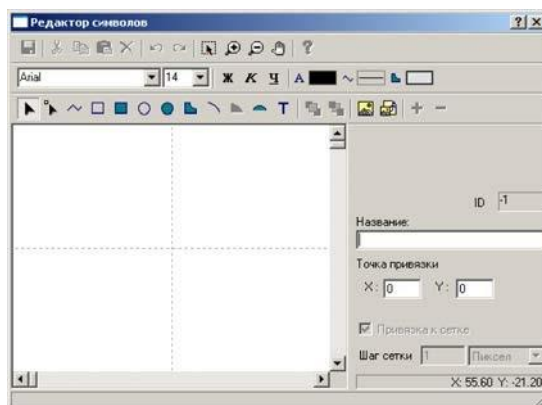 Редактор символов
Arial 14 Ж К Ч А
T
ID -1
Название:
Точка привязки
X: 0 Y: 0
Привязка к сетке
Шаг сетки 1 Пиксел
X: 55.60 Y: -21.20